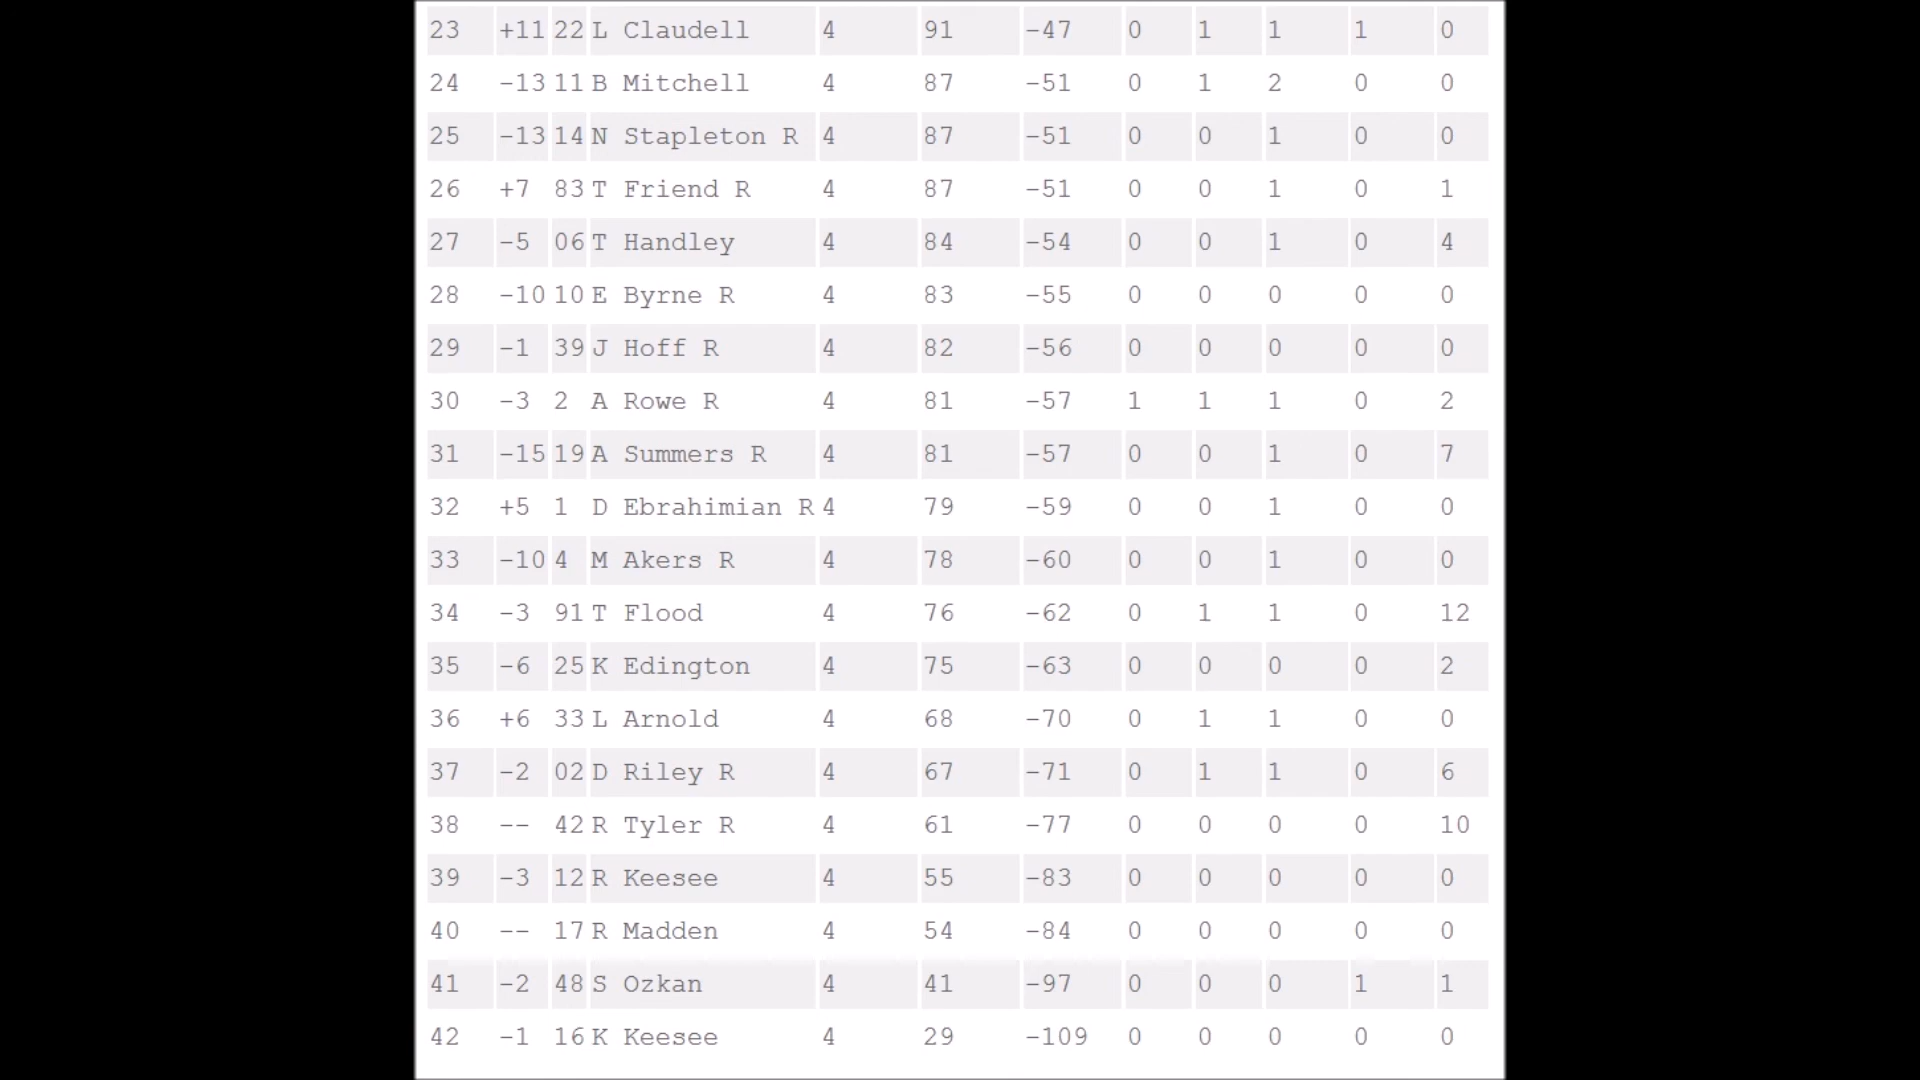 23 +11 22 L Claudell 4 91 -47 0 1 1 1 0
24 -13 11 B Mitchell 4 87 -51 0 1 2 0 0
25 -13 14 N Stapleton R 4 87 -51 0 0 1 0 0
26 +7 83 T Friend R 4 87 -51 0 0 1 0 1
27 -5 06 T Handley 4 84 -54 0 0 1 0 4
28 -10 10 E Byrne R 4 83 -55 0 0 0 0 0
29 -1 39 J Hoff R 4 82 -56 0 0 0 0 0
30 -3 2 A Rowe R 4 81 -57 1 1 1 0 2
31 -15 19 A Summers R 4 81 -57 0 0 1 0 7
32 +5 1 D Ebrahimian R 4 79 -59 0 0 1 0 0
33 -10 4 M Akers R 4 78 -60 0 0 1 0 0
34 -3 91 T Flood 4 76 -62 0 1 1 0 12
35 -6 25 K Edington 4 75 -63 0 0 0 0 2
36 +6 33 L Arnold 4 68 -70 0 1 1 0 0
37 -2 02 D Riley R 4 67 -71 0 1 1 0 6
38 -- 42 R Tyler R 4 61 -77 0 0 0 0 10
39 -3 12 R Keesee 4 55 -83 0 0 0 0 0
40 -- 17 R Madden 4 54 -84 0 0 0 0 0
41 -2 48 S Ozkan 4 41 -97 0 0 0 1 1
42 -1 16 K Keesee 4 29 -109 0 0 0 0 0